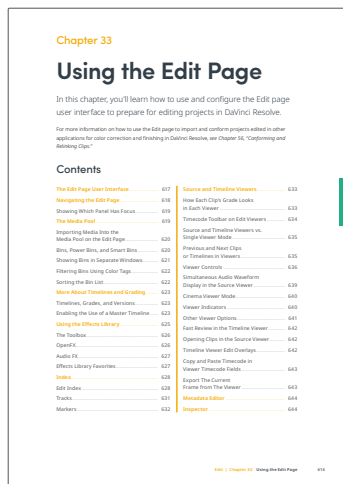 Chapter 33
Using the Edit Page
In this chapter, you'll learn how to use and configure the Edit page
user interface to prepare for editing projects in DaVinci Resolve.
For more information on how to use the Edit page to import and conform projects edited in other
applications for color correction and finishing in DaVinci Resolve, see Chapter 56, "Conforming and
Relinking Clips."
Contents
The Edit Page User Interface 617
Navigating the Edit Page 618
Showing Which Panel Has Focus 619
The Media Pool 619
Importing Media Into the
Media Pool on the Edit Page 620
Bins, Power Bins, and Smart Bins 620
Showing Bins in Separate Windows 621
Filtering Bins Using Color Tags 622
Sorting the Bin List 622
More About Timelines and Grading 623
Timelines, Grades, and Versions 623
Enabling the Use of a Master Timeline 623
Using the Effects Library 625
The Toolbox 626
OpenFX 626
Audio FX 627
Effects Library Favorites 627
Index 628
Edit Index 628
Tracks 631
Markers 632
Source and Timeline Viewers 633
How Each Clip's Grade Looks
in Each Viewer 633
Timecode Toolbar on Edit Viewers 634
Source and Timeline Viewers vs.
Single Viewer Mode 635
Previous and Next Clips
or Timelines in Viewers 635
Viewer Controls 636
Simultaneous Audio Waveform
Display in the Source Viewer 639
Cinema Viewer Mode 640
Viewer Indicators 640
Other Viewer Options 641
Fast Review in the Timeline Viewer 642
Opening Clips in the Source Viewer 642
Timeline Viewer Edit Overlays 642
Copy and Paste Timecode in
Viewer Timecode Fields 643
Export The Current
Frame From The Viewer 643
Metadata Editor 644
Inspector 644
Edit | Chapter 33 Using the Edit Page 616